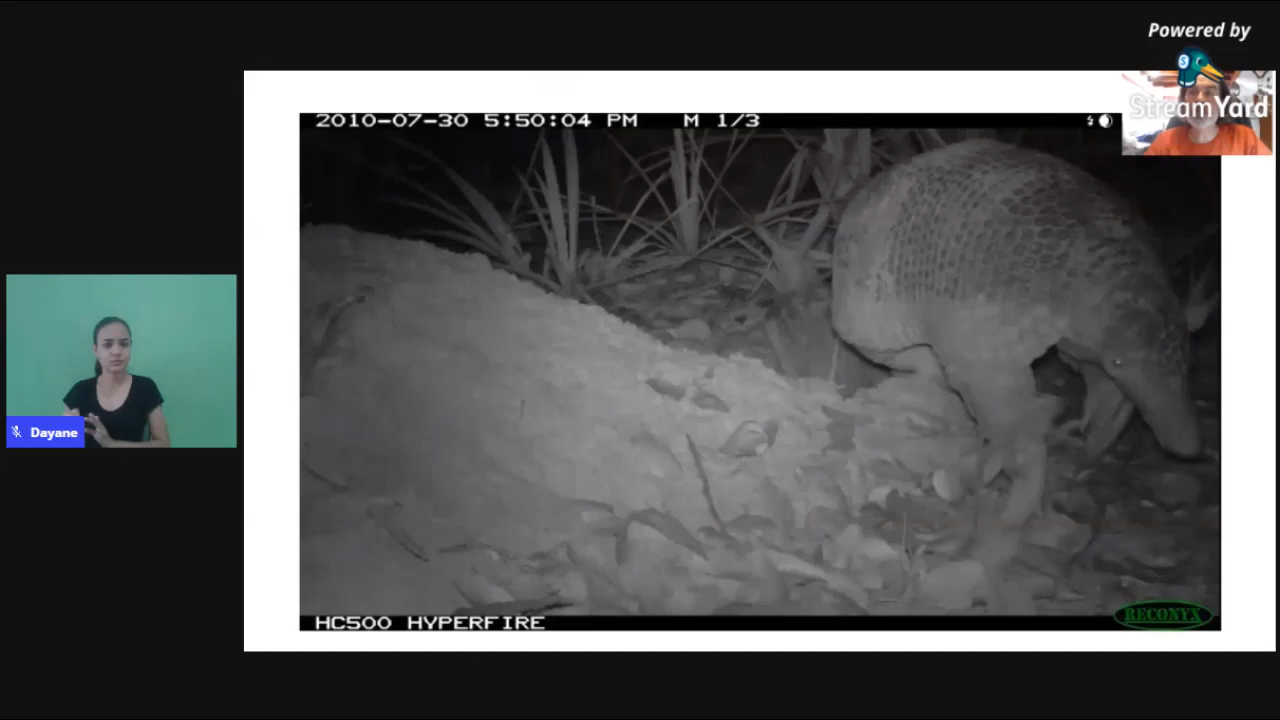 Powered by
StreamYard
2010-07-30 5:50:04 PM M 1/3
Dayane
HC500 HYPERFIRE
RECONYX